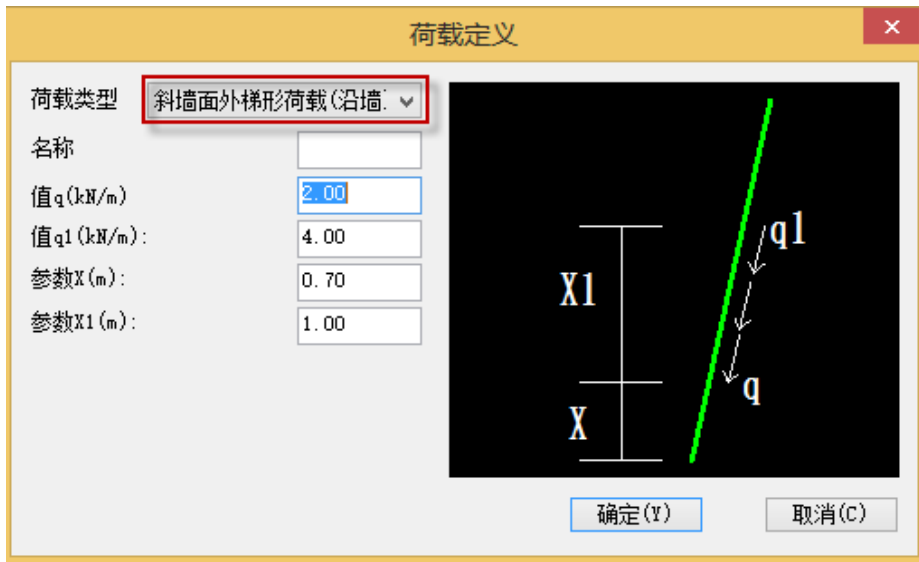 荷载定义
荷载类型 斜墙面外梯形荷载(沿墙
名称
值q(kN/m) 2.00
值q1(kN/m): 4.00
参数X(m): 0.70
参数X1(m): 1.00
q1
X1
q
X
确定(Y) 取消(C)